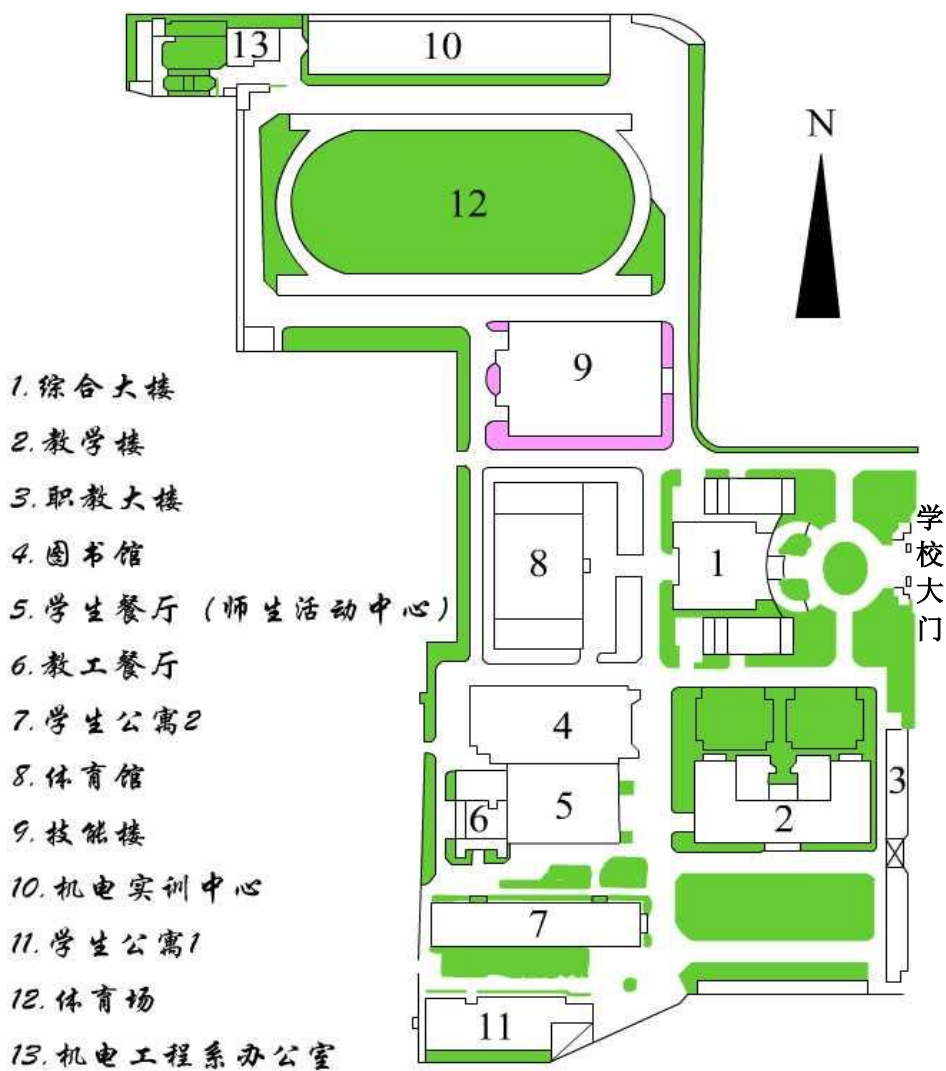 13
10
N
12
9
1.综合大楼
2.教学楼
3.职教大楼
4.图书馆
5.学生餐厅（师生活动中心）
6.教工餐厅
7.学生公寓2
8.体育馆
9.技能楼
10.机电实训中心
11.学生公寓1
12.体育场
13.机电工程系办公室
8
1
学校大门
4
3
5
6
2
7
11